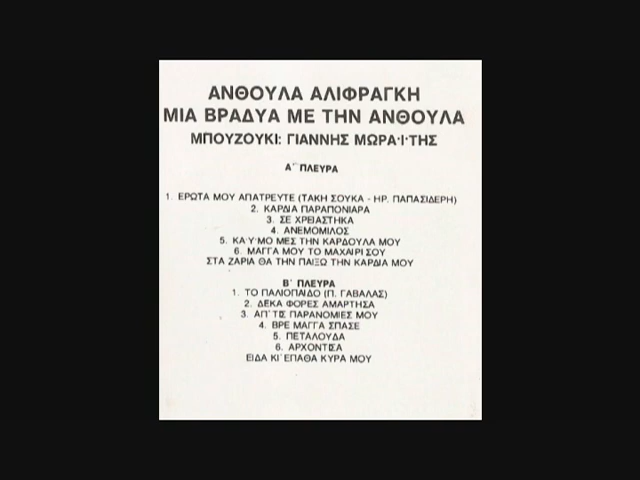 ΑΝΘΟΥΛΑ ΑΛΙΦΡΑΓΚΗ
ΜΙΑ ΒΡΑΔΥΑ ΜΕ ΤΗΝ ΑΝΘΟΥΛΑ
ΜΠΟΥΖΟΥΚΙ: ΓΙΑΝΝΗΣ ΜΩΡΑ·Ι·ΤΗΣ
Α΄ ΠΛΕΥΡΑ
1. ΕΡΩΤΑ ΜΟΥ ΑΠΑΤΡΕΥΤΕ (ΤΑΚΗ ΣΟΥΚΑ - ΗΡ. ΠΑΠΑΣΙΔΕΡΗ)
2. ΚΑΡΔΙΑ ΠΑΡΑΠΟΝΙΑΡΑ
3. ΣΕ ΧΡΕΙΑΣΤΗΚΑ
4. ΑΝΕΜΟΜΙΛΟΣ
5. ΚΑ·Υ·ΜΟ ΜΕΣ ΤΗΝ ΚΑΡΔΟΥΛΑ ΜΟΥ
6. ΜΑΓΓΑ ΜΟΥ ΤΟ ΜΑΧΑΙΡΙ ΣΟΥ
ΣΤΑ ΖΑΡΙΑ ΘΑ ΤΗΝ ΠΑΙΞΩ ΤΗΝ ΚΑΡΔΙΑ ΜΟΥ
Β΄ ΠΛΕΥΡΑ
1. ΤΟ ΠΑΛΙΟΠΑΙΔΟ (Π. ΓΑΒΑΛΑΣ)
2. ΔΕΚΑ ΦΟΡΕΣ ΑΜΑΡΤΗΣΑ
3. ΑΠ΄ ΤΙΣ ΠΑΡΑΝΟΜΙΕΣ ΜΟΥ
4. ΒΡΕ ΜΑΓΓΑ ΣΠΑΣΕ
5. ΠΕΤΑΛΟΥΔΑ
6. ΑΡΧΟΝΤΙΣΑ
ΕΙΔΑ ΚΙ΄ ΕΠΑΘΑ ΚΥΡΑ ΜΟΥ